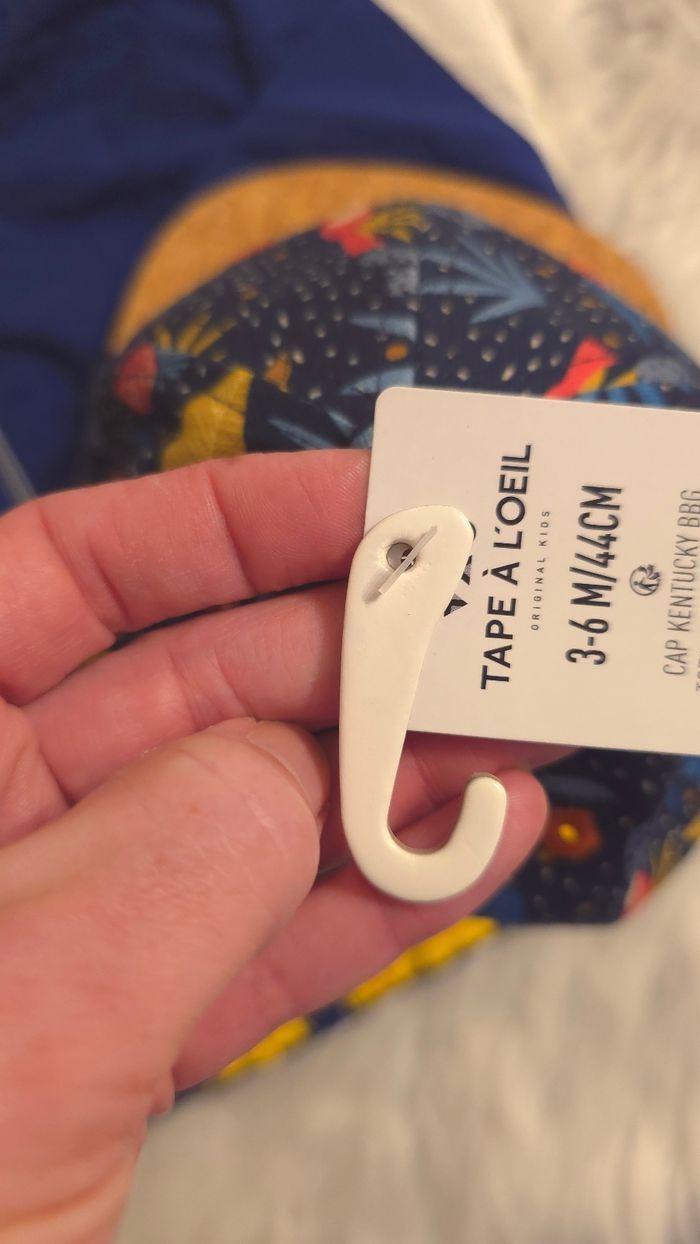 TAPE À L'OEIL
ORIGINAL KIDS
3-6 M/44CM
CAP KENTUCKY BBG